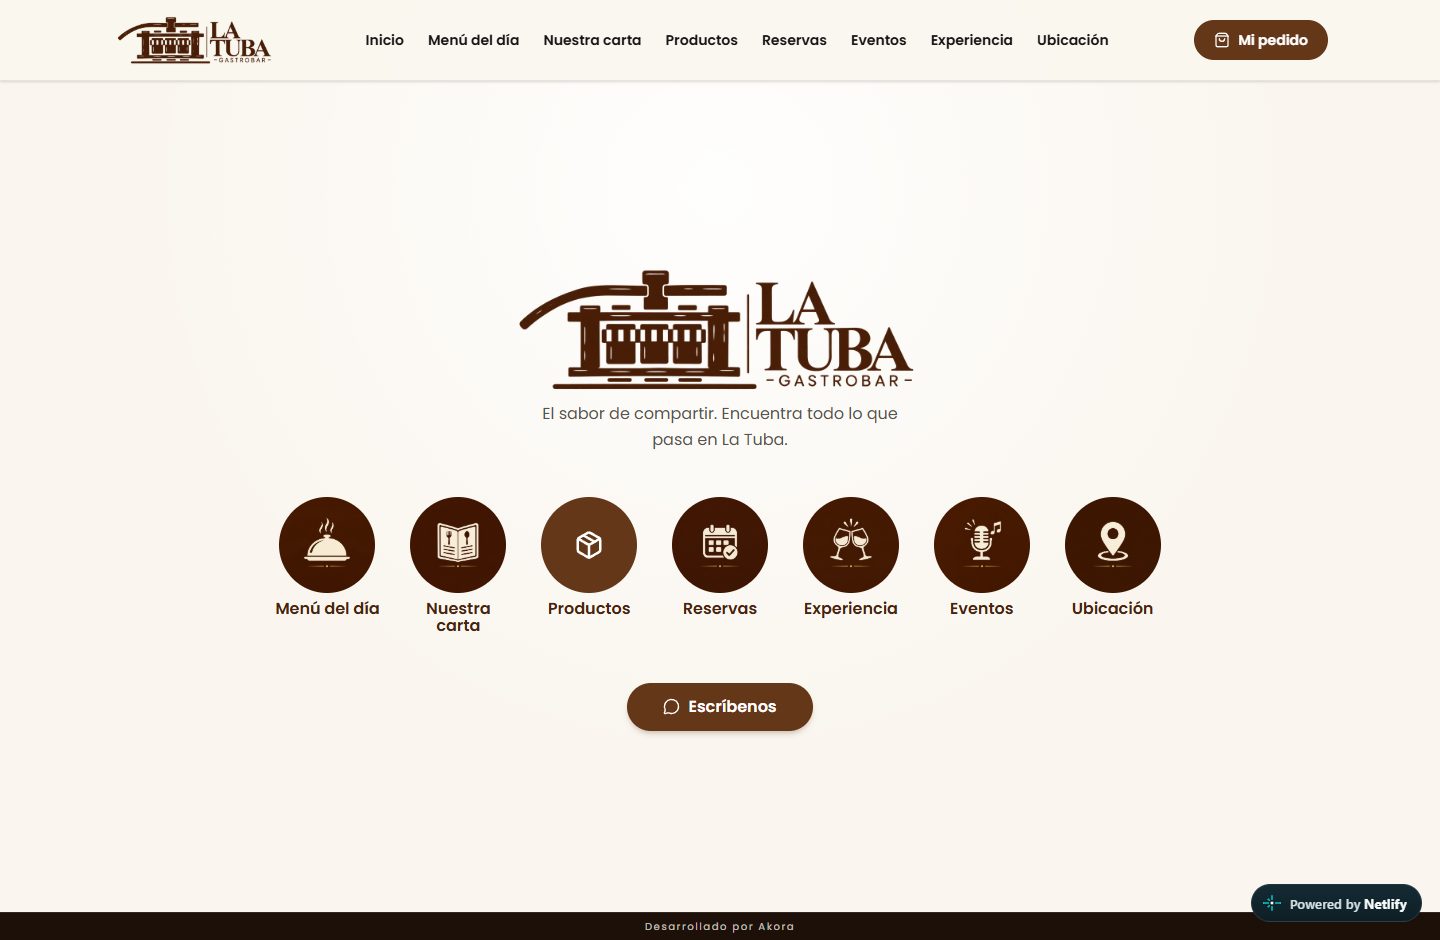 LA
TUBA
-GASTROBAR-
Inicio Menú del día Nuestra carta Productos Reservas Eventos Experiencia Ubicación
Mi pedido
LA
TUBA
-GASTROBAR-
El sabor de compartir. Encuentra todo lo que
pasa en La Tuba.
Menú del día
Nuestra
carta
Productos
Reservas
Experiencia
Eventos
Ubicación
Escríbenos
Powered by Netlify
Desarrollado por Akora